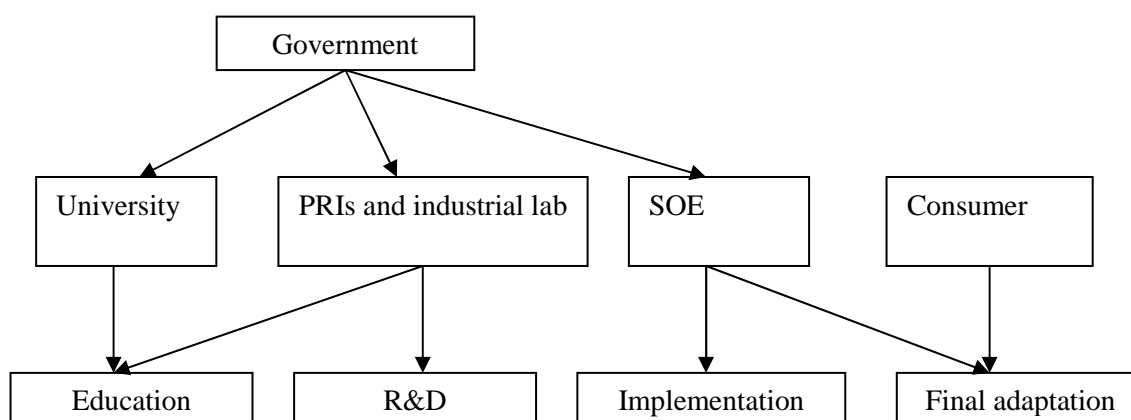 Government
University
PRIs and industrial lab
SOE
Consumer
Education
R&D
Implementation
Final adaptation